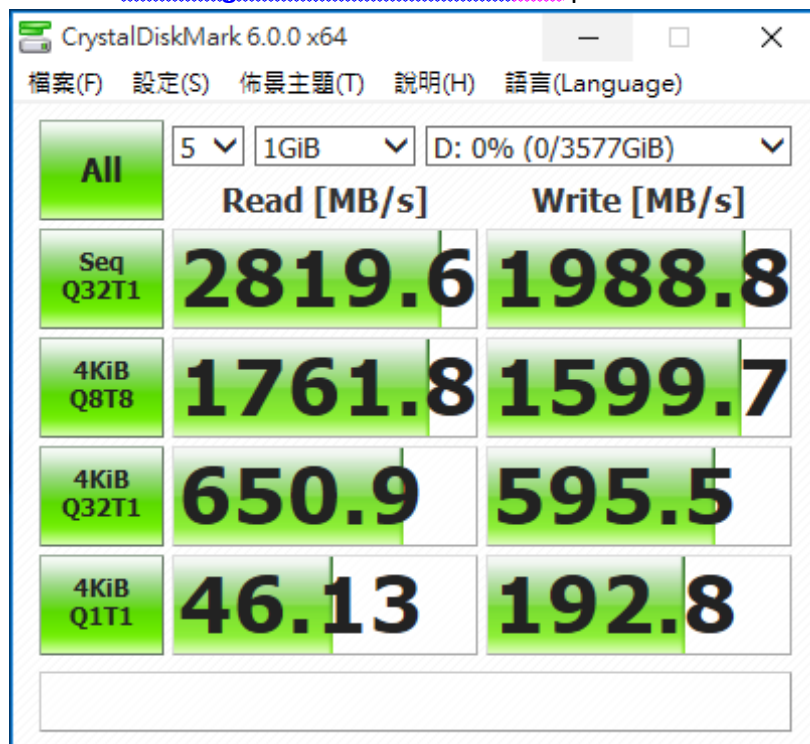 CrystalDiskMark 6.0.0 x64
檔案(F) 設定(S) 佈景主題(T) 說明(H) 語言(Language)
All 5 1GiB D: 0% (0/3577GiB)
Read [MB/s] Write [MB/s]
Seq Q32T1 2819.6 1988.8
4KiB Q8T8 1761.8 1599.7
4KiB Q32T1 650.9 595.5
4KiB Q1T1 46.13 192.8